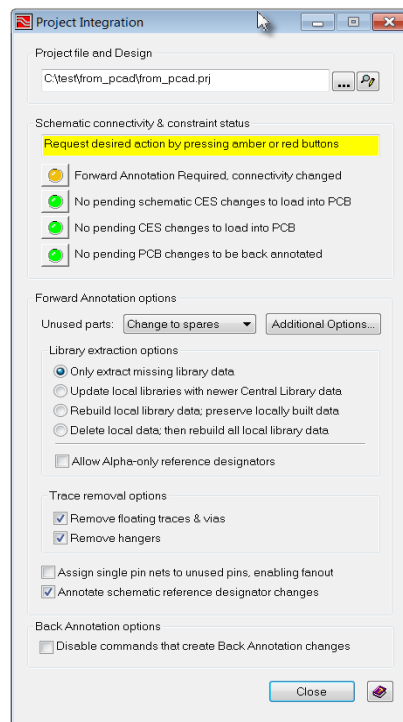 Project Integration
Project file and Design
C:\test\from_pcad\from_pcad.prj
...
Schematic connectivity & constraint status
Request desired action by pressing amber or red buttons
Forward Annotation Required, connectivity changed
No pending schematic CES changes to load into PCB
No pending CES changes to load into PCB
No pending PCB changes to be back annotated
Forward Annotation options
Unused parts: Change to spares Additional Options...
Library extraction options
Only extract missing library data
Update local libraries with newer Central Library data
Rebuild local library data; preserve locally built data
Delete local data; then rebuild all local library data
Allow Alpha-only reference designators
Trace removal options
Remove floating traces & vias
Remove hangers
Assign single pin nets to unused pins, enabling fanout
Annotate schematic reference designator changes
Back Annotation options
Disable commands that create Back Annotation changes
Close